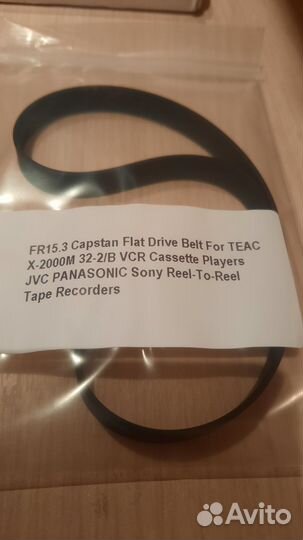 FR15.3 Capstan Flat Drive Belt For TEAC
X-2000M 32-2/B VCR Cassette Players
JVC PANASONIC Sony Reel-To-Reel
Tape Recorders
Avito